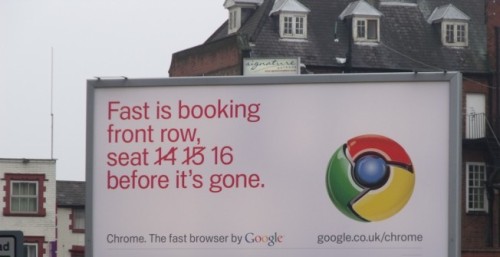 signature
Fast is booking
front row,
seat 14 15 16
before it's gone.
Chrome. The fast browser by Google
google.co.uk/chrome